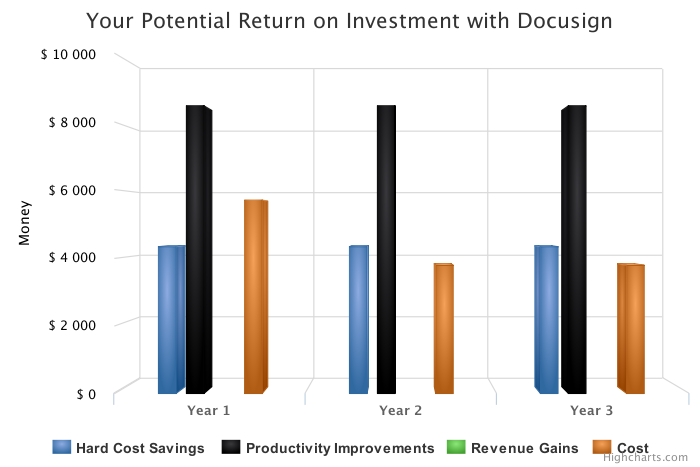 Your Potential Return on Investment with Docusign
$ 10 000
$ 8 000
$ 6 000
$ 4 000
$ 2 000
$ 0
Money
Year 1
Year 2
Year 3
Hard Cost Savings
Productivity Improvements
Revenue Gains
Cost
Highcharts.com